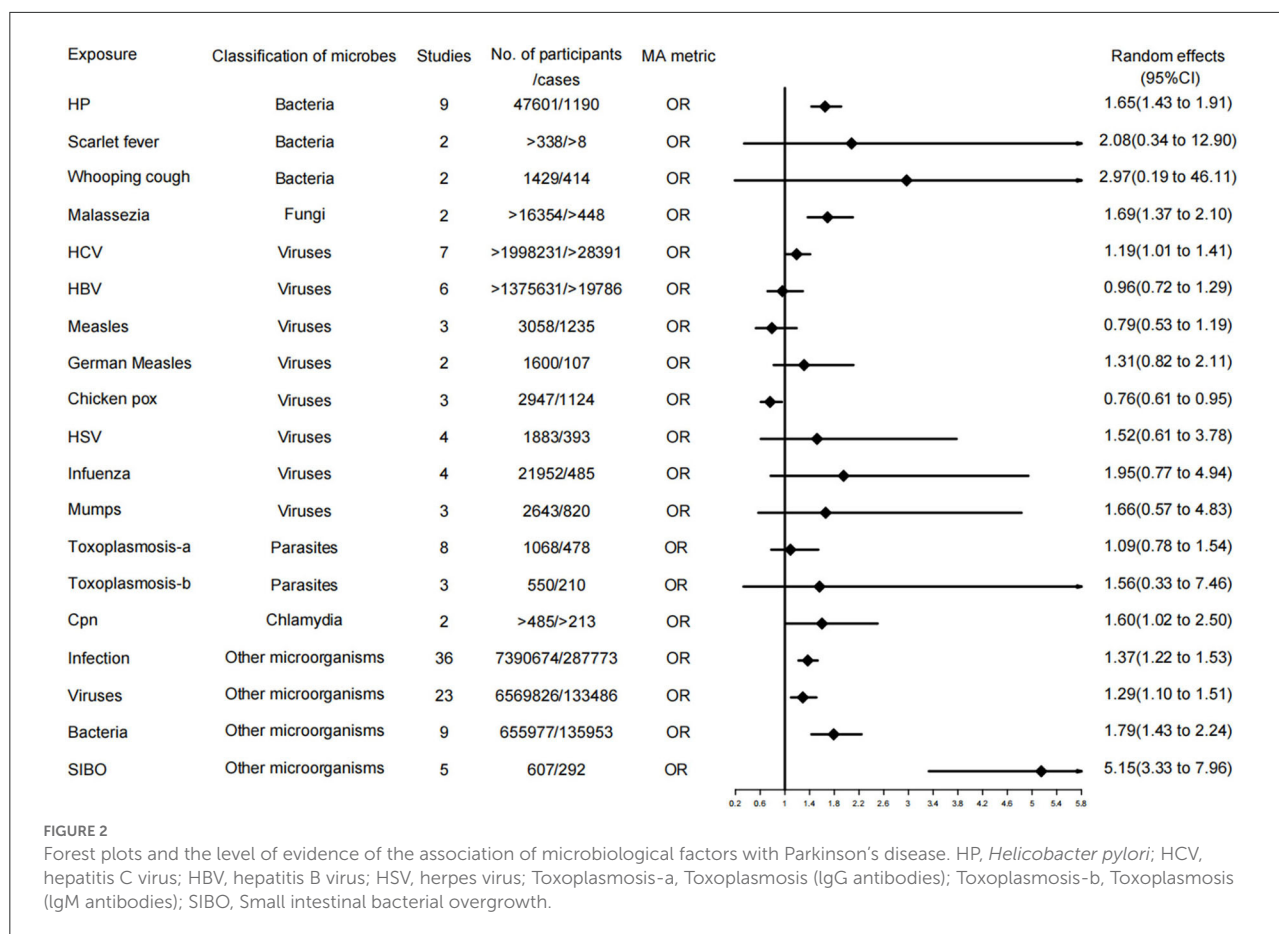 Exposure Classification of microbes Studies No. of participants /cases MA metric Random effects (95%CI)
HP Bacteria 9 47601/1190 OR 1.65(1.43 to 1.91)
Scarlet fever Bacteria 2 >338/>8 OR 2.08(0.34 to 12.90)
Whooping cough Bacteria 2 1429/414 OR 2.97(0.19 to 46.11)
Malassezia Fungi 2 >16354/>448 OR 1.69(1.37 to 2.10)
HCV Viruses 7 >1998231/>28391 OR 1.19(1.01 to 1.41)
HBV Viruses 6 >1375631/>19786 OR 0.96(0.72 to 1.29)
Measles Viruses 3 3058/1235 OR 0.79(0.53 to 1.19)
German Measles Viruses 2 1600/107 OR 1.31(0.82 to 2.11)
Chicken pox Viruses 3 2947/1124 OR 0.76(0.61 to 0.95)
HSV Viruses 4 1883/393 OR 1.52(0.61 to 3.78)
Infuenza Viruses 4 21952/485 OR 1.95(0.77 to 4.94)
Mumps Viruses 3 2643/820 OR 1.66(0.57 to 4.83)
Toxoplasmosis-a Parasites 8 1068/478 OR 1.09(0.78 to 1.54)
Toxoplasmosis-b Parasites 3 550/210 OR 1.56(0.33 to 7.46)
Cpn Chlamydia 2 >485/>213 OR 1.60(1.02 to 2.50)
Infection Other microorganisms 36 7390674/287773 OR 1.37(1.22 to 1.53)
Viruses Other microorganisms 23 6569826/133486 OR 1.29(1.10 to 1.51)
Bacteria Other microorganisms 9 655977/135953 OR 1.79(1.43 to 2.24)
SIBO Other microorganisms 5 607/292 OR 5.15(3.33 to 7.96)
0.2 0.6 1 1.4 1.8 2.2 2.6 3 3.4 3.8 4.2 4.6 5 5.4 5.8
FIGURE 2
Forest plots and the level of evidence of the association of microbiological factors with Parkinson's disease. HP, Helicobacter pylori; HCV,
hepatitis C virus; HBV, hepatitis B virus; HSV, herpes virus; Toxoplasmosis-a, Toxoplasmosis (lgG antibodies); Toxoplasmosis-b, Toxoplasmosis
(lgM antibodies); SIBO, Small intestinal bacterial overgrowth.